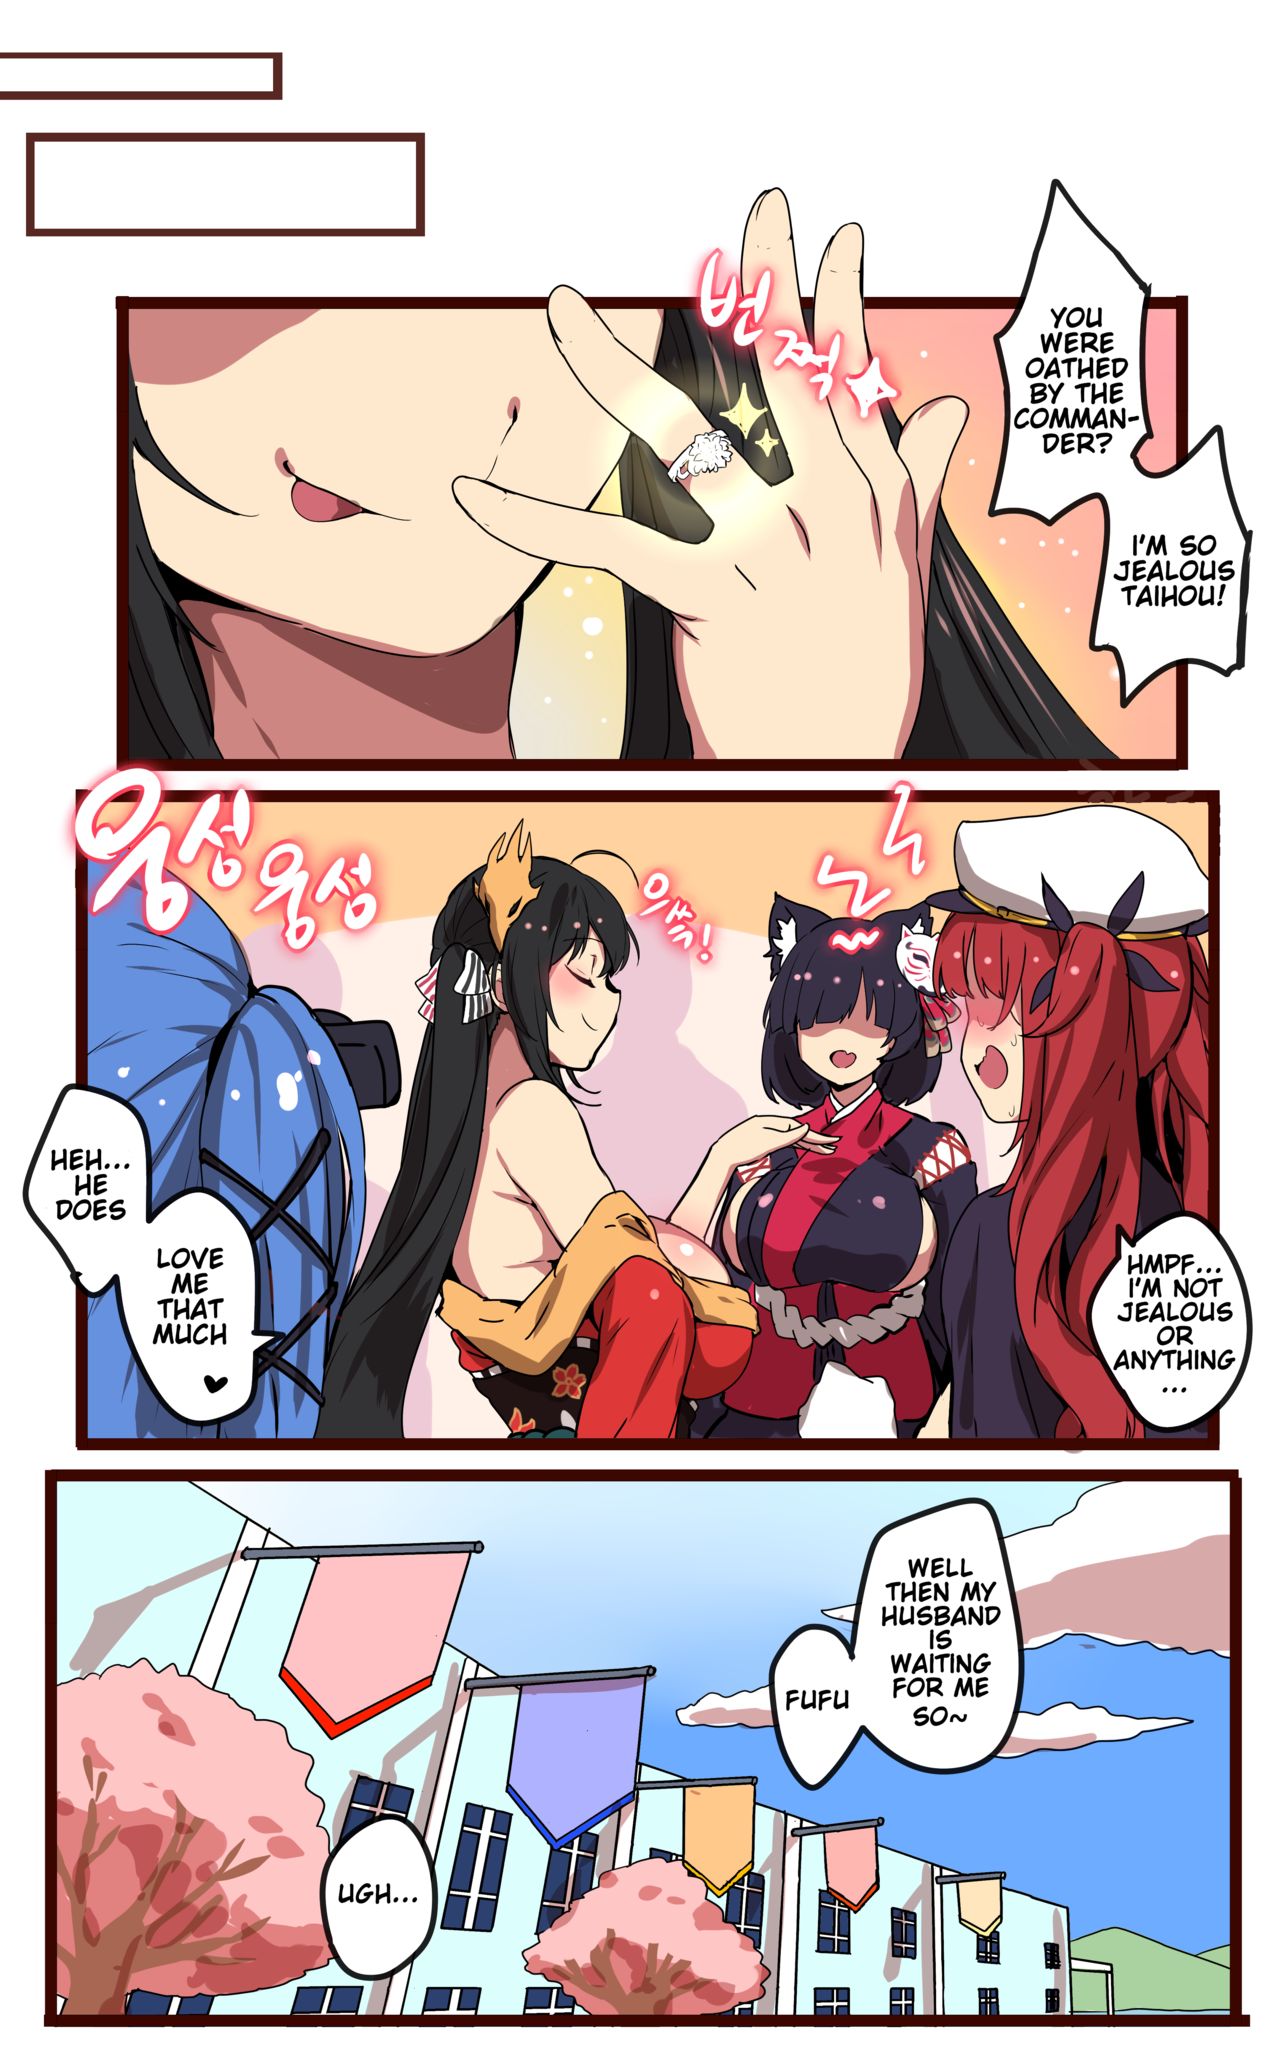 번쩍
YOU
WERE
OATHED
BY THE
COMMAN-
DER?
I'M SO
JEALOUS
TAIHOU!
웅성
웅성
으쓱!
HEH...
HE
DOES
LOVE
ME
THAT
MUCH
♥
HMPF...
I'M NOT
JEALOUS
OR
ANYTHING
...
WELL
THEN MY
HUSBAND
IS
WAITING
FOR ME
SO~
FUFU
UGH...